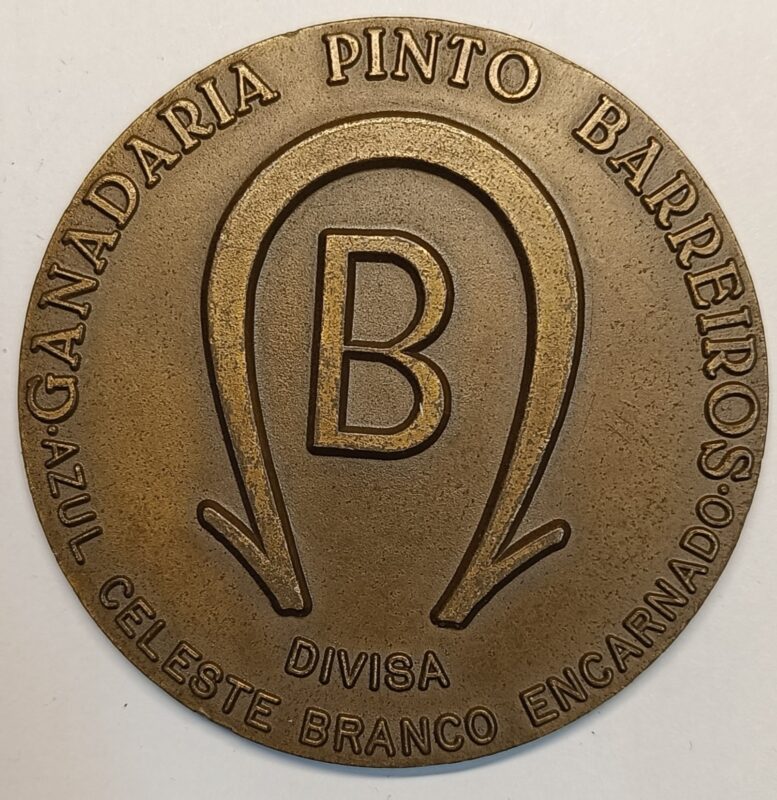 GANADARIA PINTO BARREIROS
B
DIVISA
·AZUL CELESTE BRANCO ENCARNADO·